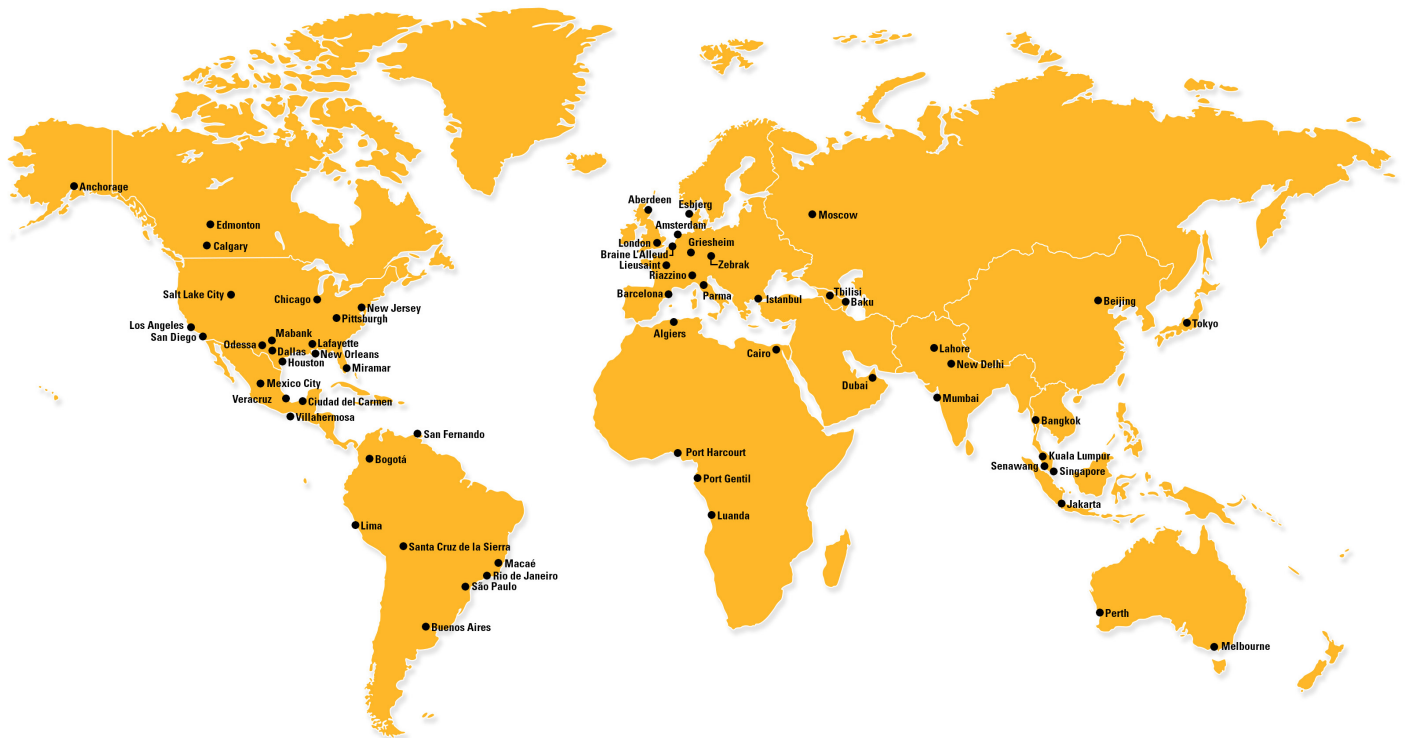 Anchorage
Edmonton
Calgary
Salt Lake City
Chicago
New Jersey
Pittsburgh
Los Angeles
San Diego
Mabank
Odessa
Dallas
Lafayette
New Orleans
Houston
Miramar
Mexico City
Veracruz
Ciudad del Carmen
Villahermosa
San Fernando
Bogotá
Lima
Santa Cruz de la Sierra
Macaé
Rio de Janeiro
São Paulo
Buenos Aires
Aberdeen
Esbjerg
Amsterdam
London
Griesheim
Braine L'Alleud
Lieusaint
Zebrak
Riazzino
Barcelona
Parma
Istanbul
Tbilisi
Baku
Moscow
Algiers
Cairo
Dubai
Port Harcourt
Port Gentil
Luanda
Lahore
New Delhi
Mumbai
Beijing
Tokyo
Bangkok
Kuala Lumpur
Senawang
Singapore
Jakarta
Perth
Melbourne